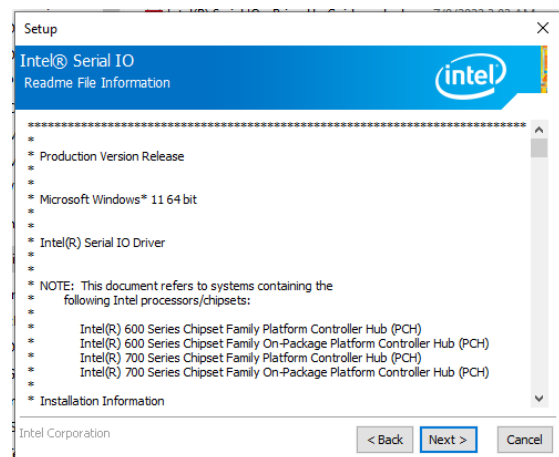 Setup
Intel® Serial IO
Readme File Information
intel
*******************************************************************************
*
* Production Version Release
*
*
* Microsoft Windows* 11 64 bit
*
*
* Intel(R) Serial IO Driver
*
*
* NOTE: This document refers to systems containing the
* following Intel processors/chipsets:
*
* Intel(R) 600 Series Chipset Family Platform Controller Hub (PCH)
* Intel(R) 600 Series Chipset Family On-Package Platform Controller Hub (PCH)
* Intel(R) 700 Series Chipset Family Platform Controller Hub (PCH)
* Intel(R) 700 Series Chipset Family On-Package Platform Controller Hub (PCH)
*
* Installation Information
Intel Corporation
< Back Next > Cancel